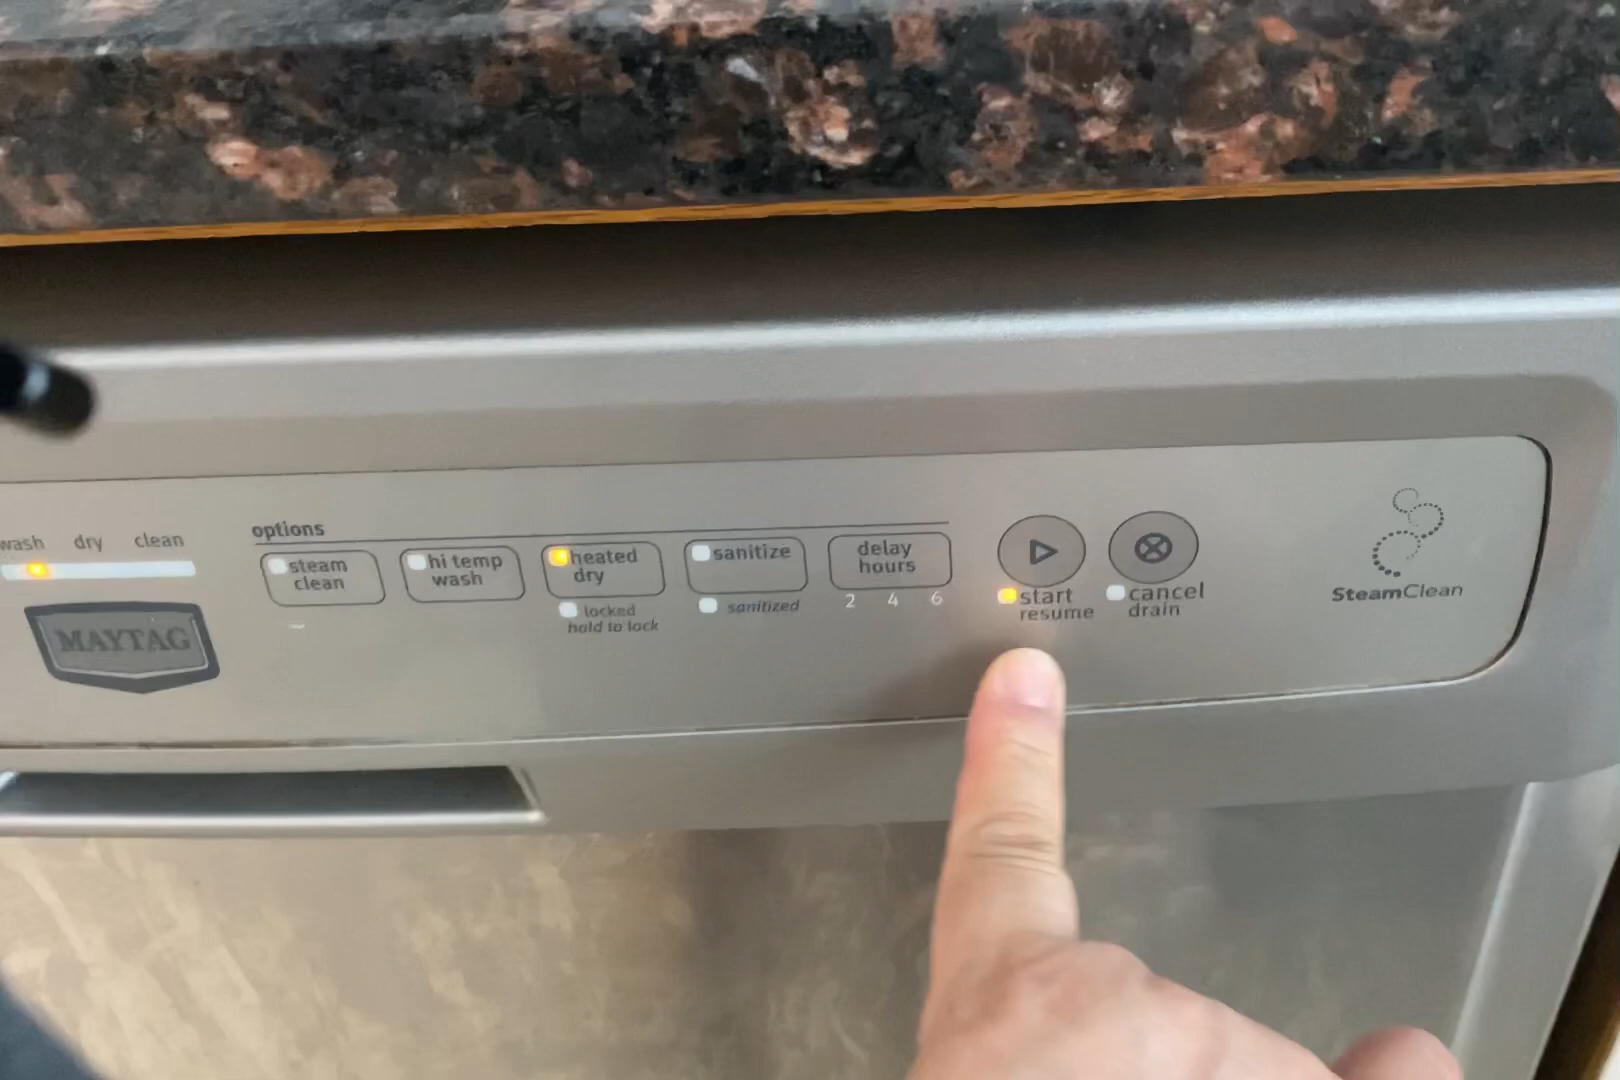 wash dry clean
options
steam
clean
hi temp
wash
heated
dry
sanitize
delay
hours
locked
hold to lock
sanitized
2 4 6
start
resume
cancel
drain
MAYTAG
SteamClean